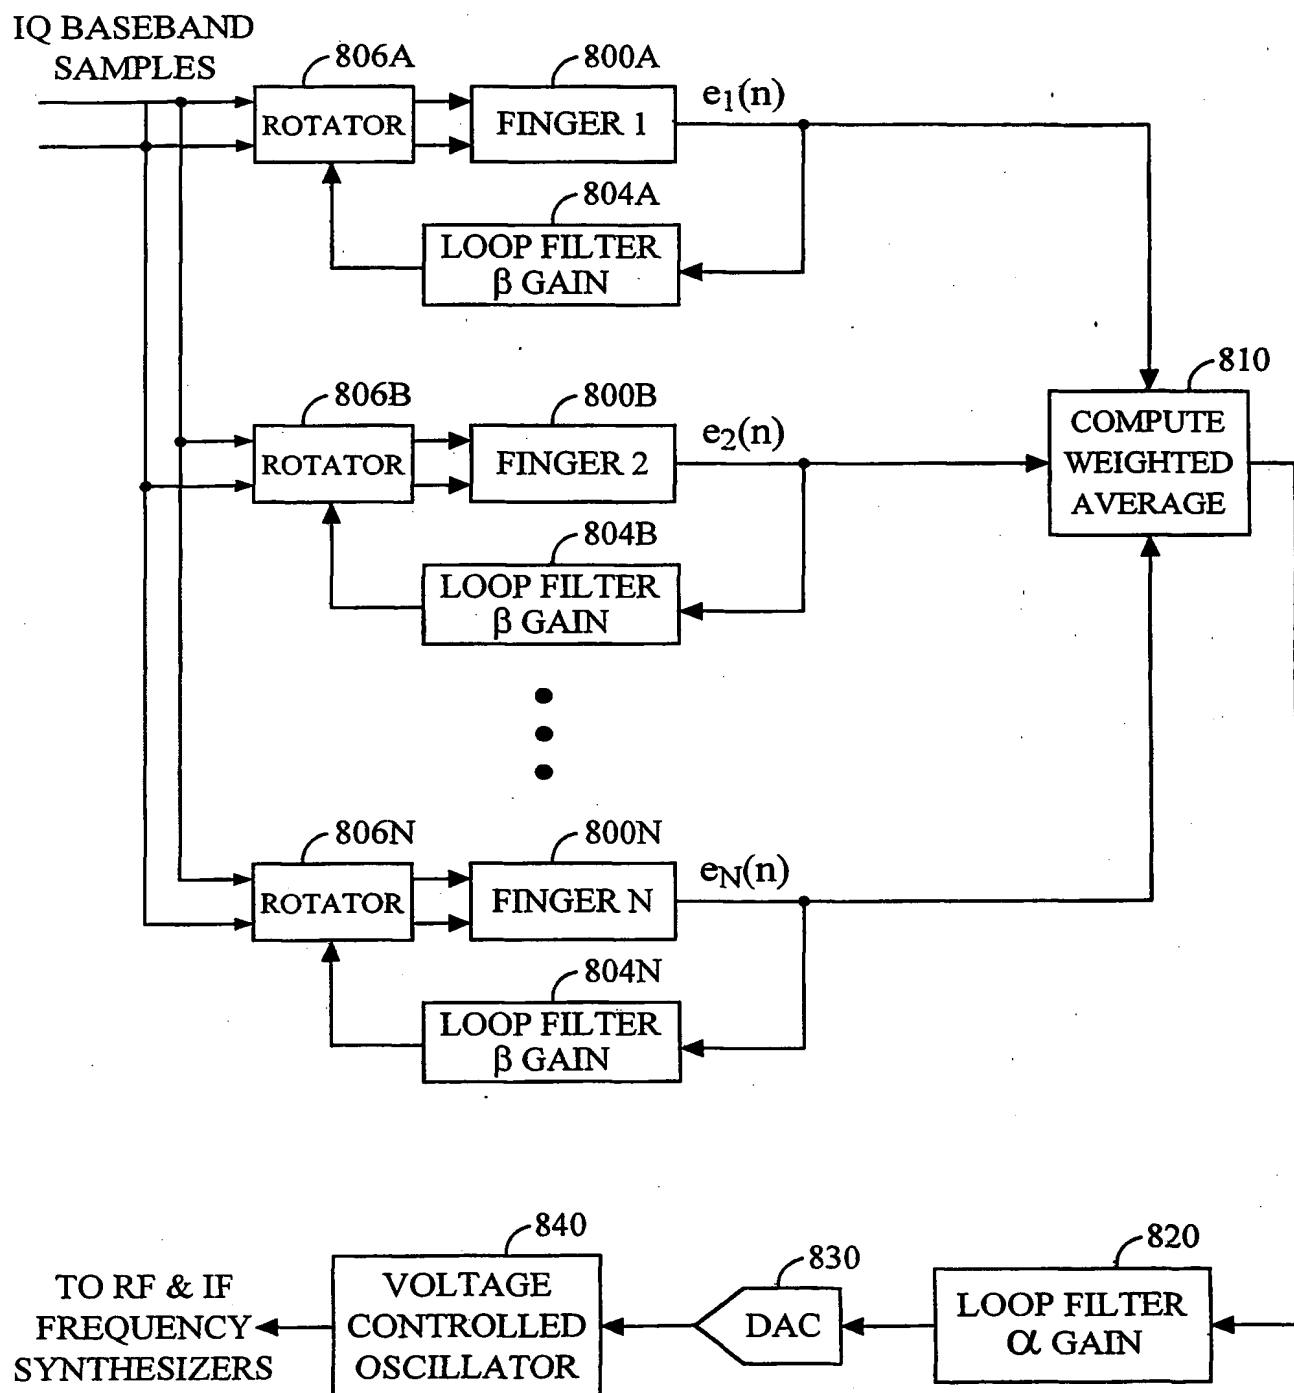 IQ BASEBAND
SAMPLES
806A
800A
ROTATOR
FINGER 1
e1(n)
804A
LOOP FILTER
β GAIN
806B
800B
ROTATOR
FINGER 2
e2(n)
810
COMPUTE
WEIGHTED
AVERAGE
804B
LOOP FILTER
β GAIN
806N
800N
ROTATOR
FINGER N
eN(n)
804N
LOOP FILTER
β GAIN
840
830
820
TO RF & IF
FREQUENCY
SYNTHESIZERS
VOLTAGE
CONTROLLED
OSCILLATOR
DAC
LOOP FILTER
α GAIN